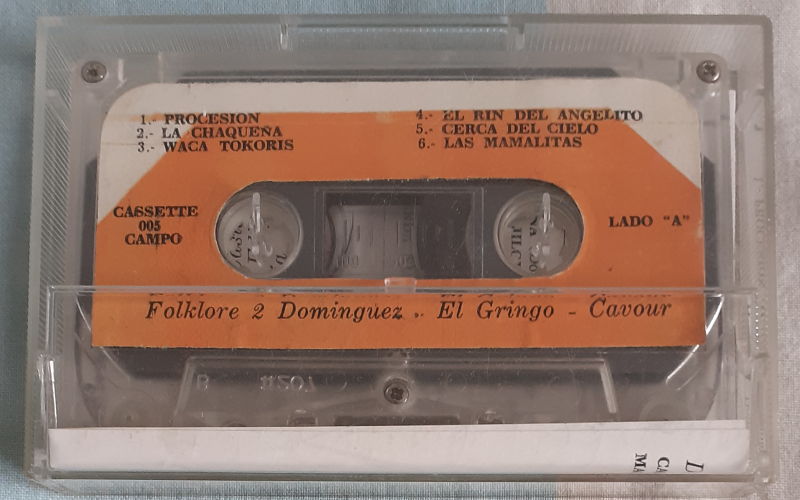 1.- PROCESION
2.- LA CHAQUEÑA
3.- WACA TOKORIS
4.- EL RIN DEL ANGELITO
5.- CERCA DEL CIELO
6.- LAS MAMALITAS
CASSETTE
005
CAMPO
LADO "A"
Folklore 2 Dominguez - El Gringo - Cavour
B #207